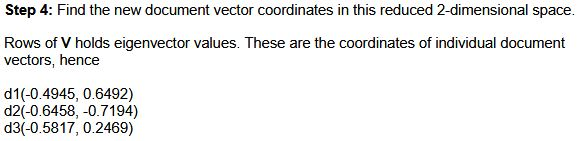 Step 4: Find the new document vector coordinates in this reduced 2-dimensional space.
Rows of V holds eigenvector values. These are the coordinates of individual document
vectors, hence
d1(-0.4945, 0.6492)
d2(-0.6458, -0.7194)
d3(-0.5817, 0.2469)